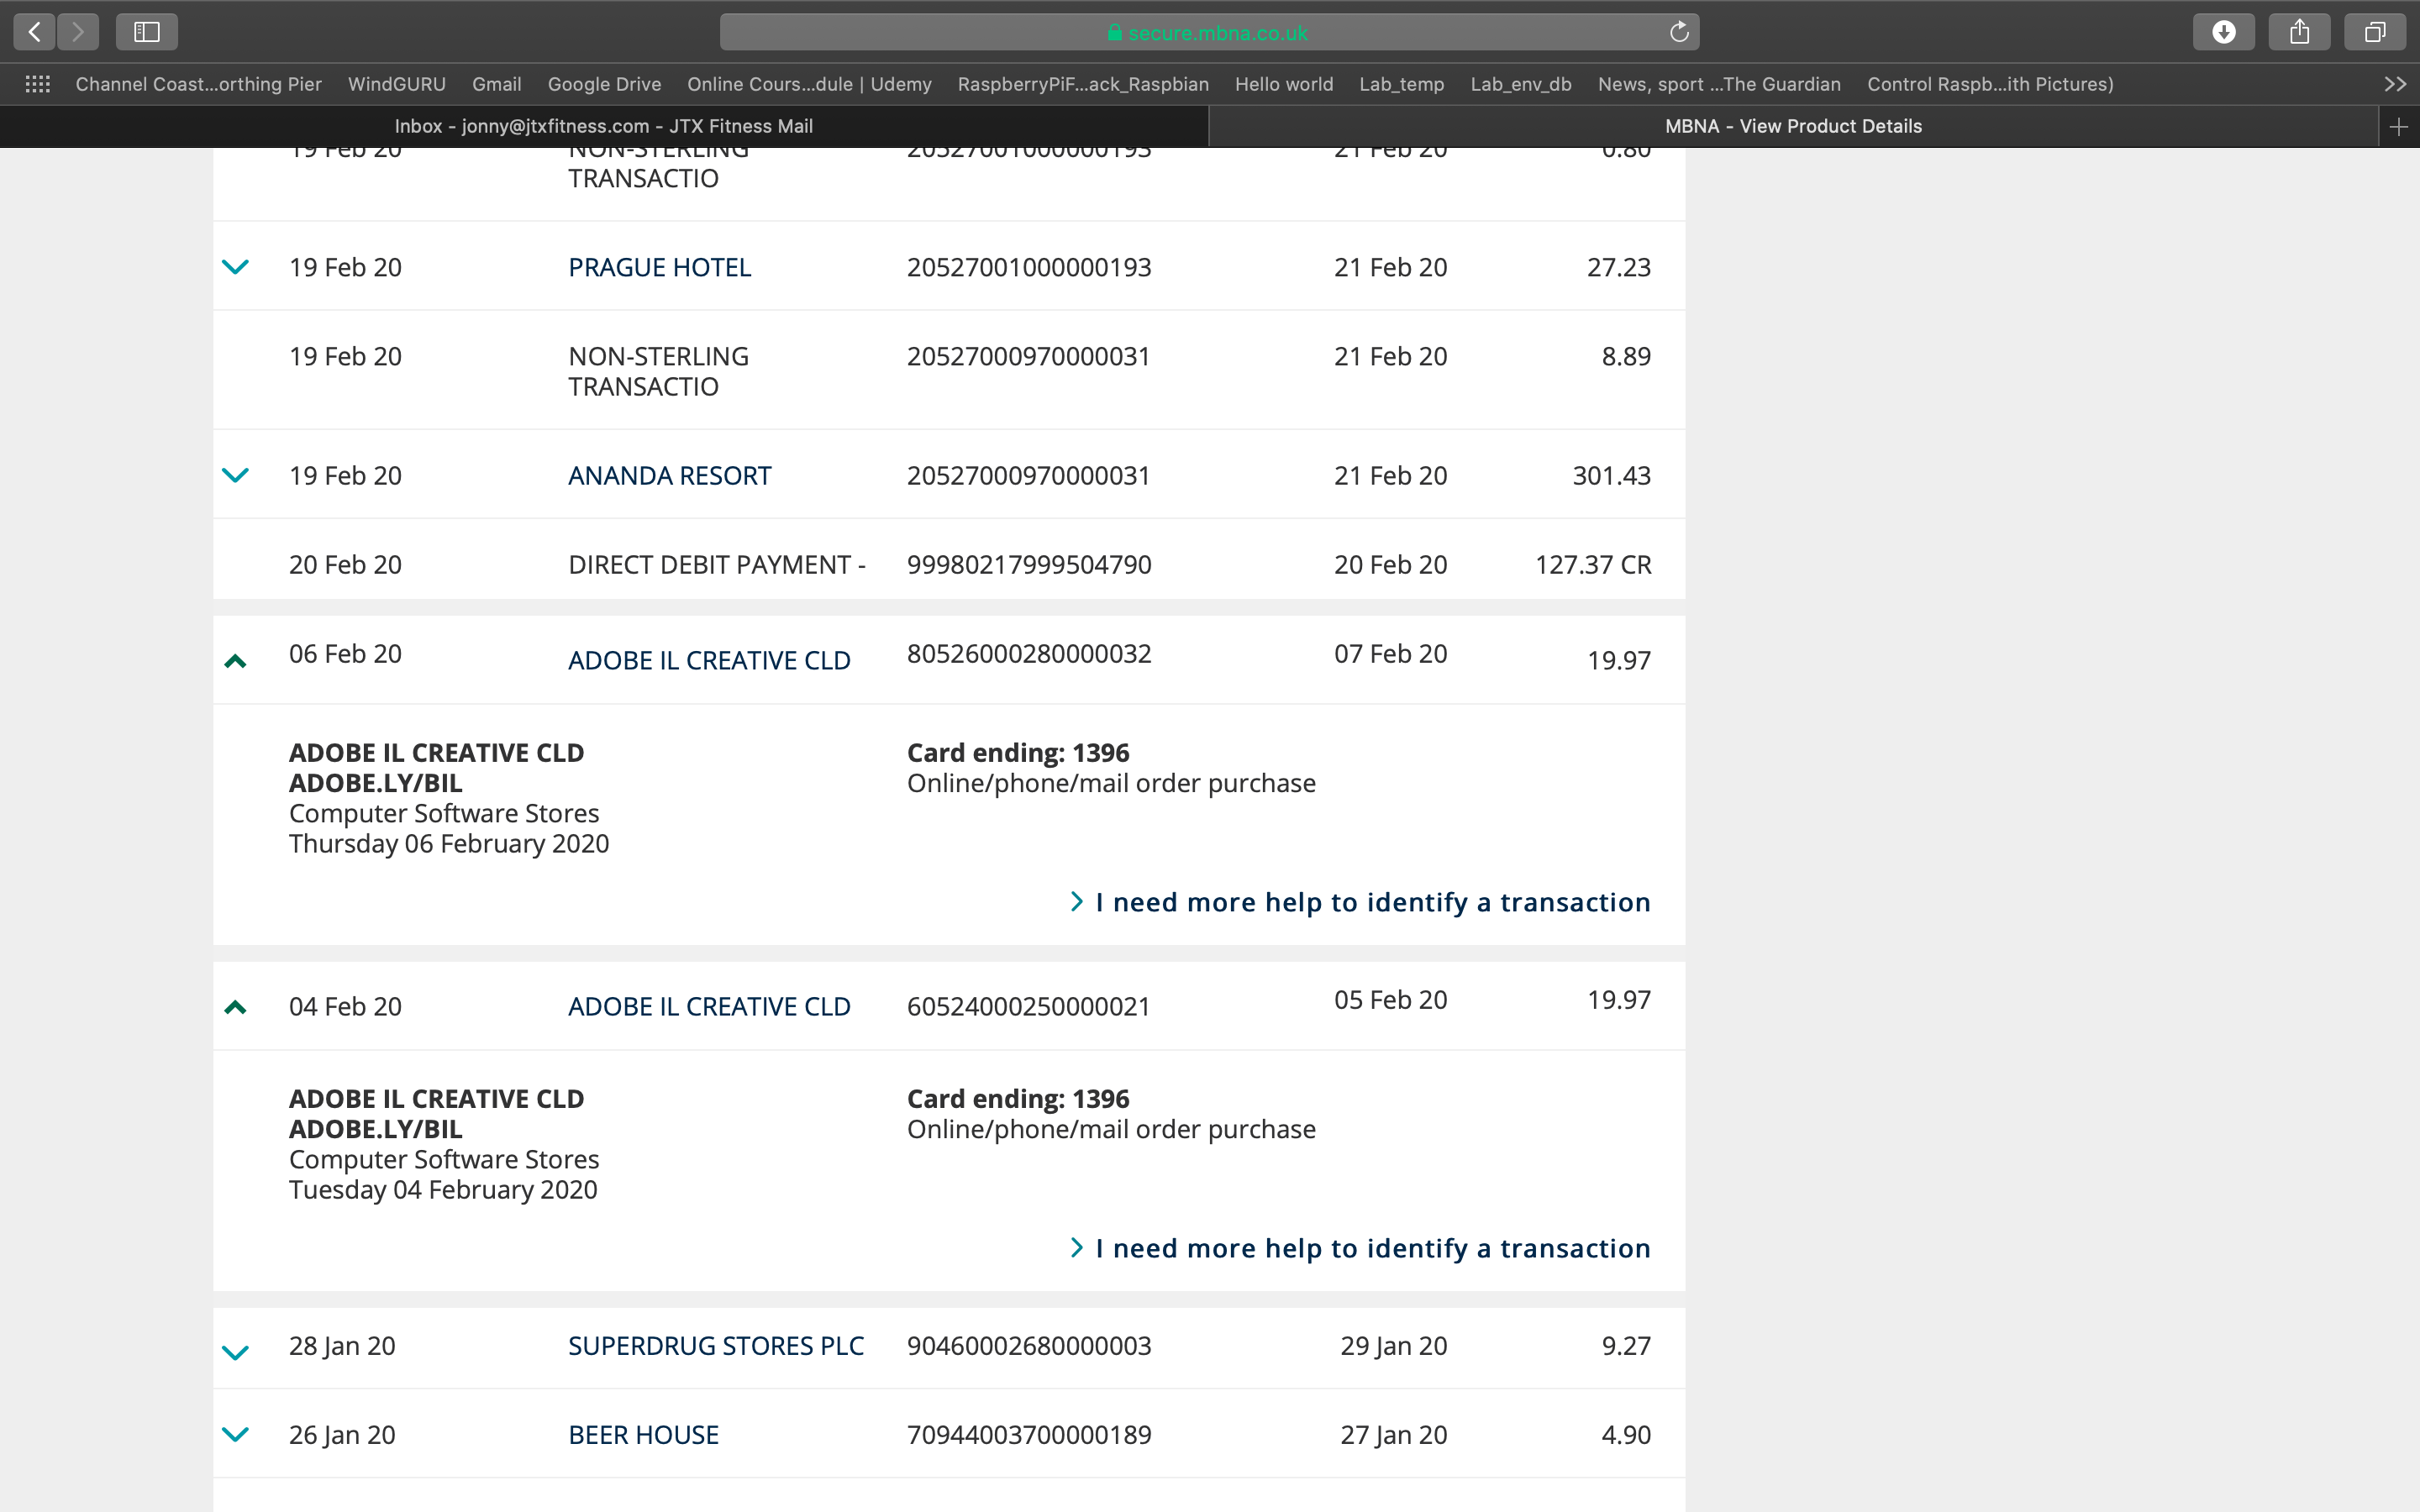 secure.mbna.co.uk
Channel Coast...orthing Pier WindGURU Gmail Google Drive Online Cours...dule | Udemy RaspberryPiF...ack_Raspbian Hello world Lab_temp Lab_env_db News, sport ...The Guardian Control Raspb...ith Pictures)
Inbox - jonny@jtxfitness.com - JTX Fitness Mail MBNA - View Product Details
19 Feb 20 NON-STERLING 20527001000000193 21 Feb 20 0.80
TRANSACTIO
19 Feb 20 PRAGUE HOTEL 20527001000000193 21 Feb 20 27.23
19 Feb 20 NON-STERLING 20527000970000031 21 Feb 20 8.89
TRANSACTIO
19 Feb 20 ANANDA RESORT 20527000970000031 21 Feb 20 301.43
20 Feb 20 DIRECT DEBIT PAYMENT - 99980217999504790 20 Feb 20 127.37 CR
06 Feb 20 ADOBE IL CREATIVE CLD 80526000280000032 07 Feb 20 19.97
ADOBE IL CREATIVE CLD Card ending: 1396
ADOBE.LY/BIL Online/phone/mail order purchase
Computer Software Stores
Thursday 06 February 2020
I need more help to identify a transaction
04 Feb 20 ADOBE IL CREATIVE CLD 60524000250000021 05 Feb 20 19.97
ADOBE IL CREATIVE CLD Card ending: 1396
ADOBE.LY/BIL Online/phone/mail order purchase
Computer Software Stores
Tuesday 04 February 2020
I need more help to identify a transaction
28 Jan 20 SUPERDRUG STORES PLC 90460002680000003 29 Jan 20 9.27
26 Jan 20 BEER HOUSE 70944003700000189 27 Jan 20 4.90